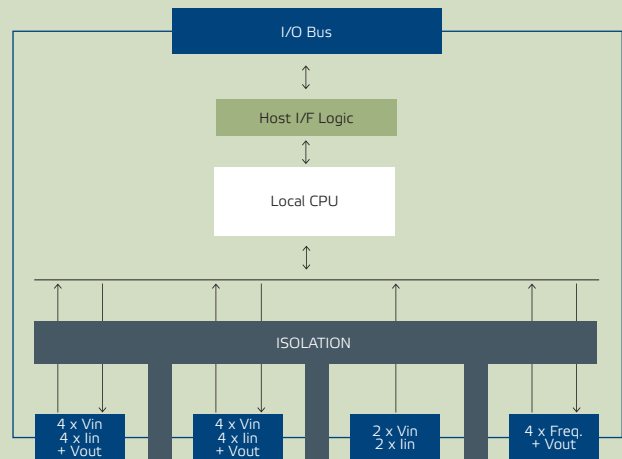 I/O Bus
Host I/F Logic
Local CPU
ISOLATION
4 x Vin
4 x Iin
+ Vout
4 x Vin
4 x Iin
+ Vout
2 x Vin
2 x Iin
4 x Freq.
+ Vout